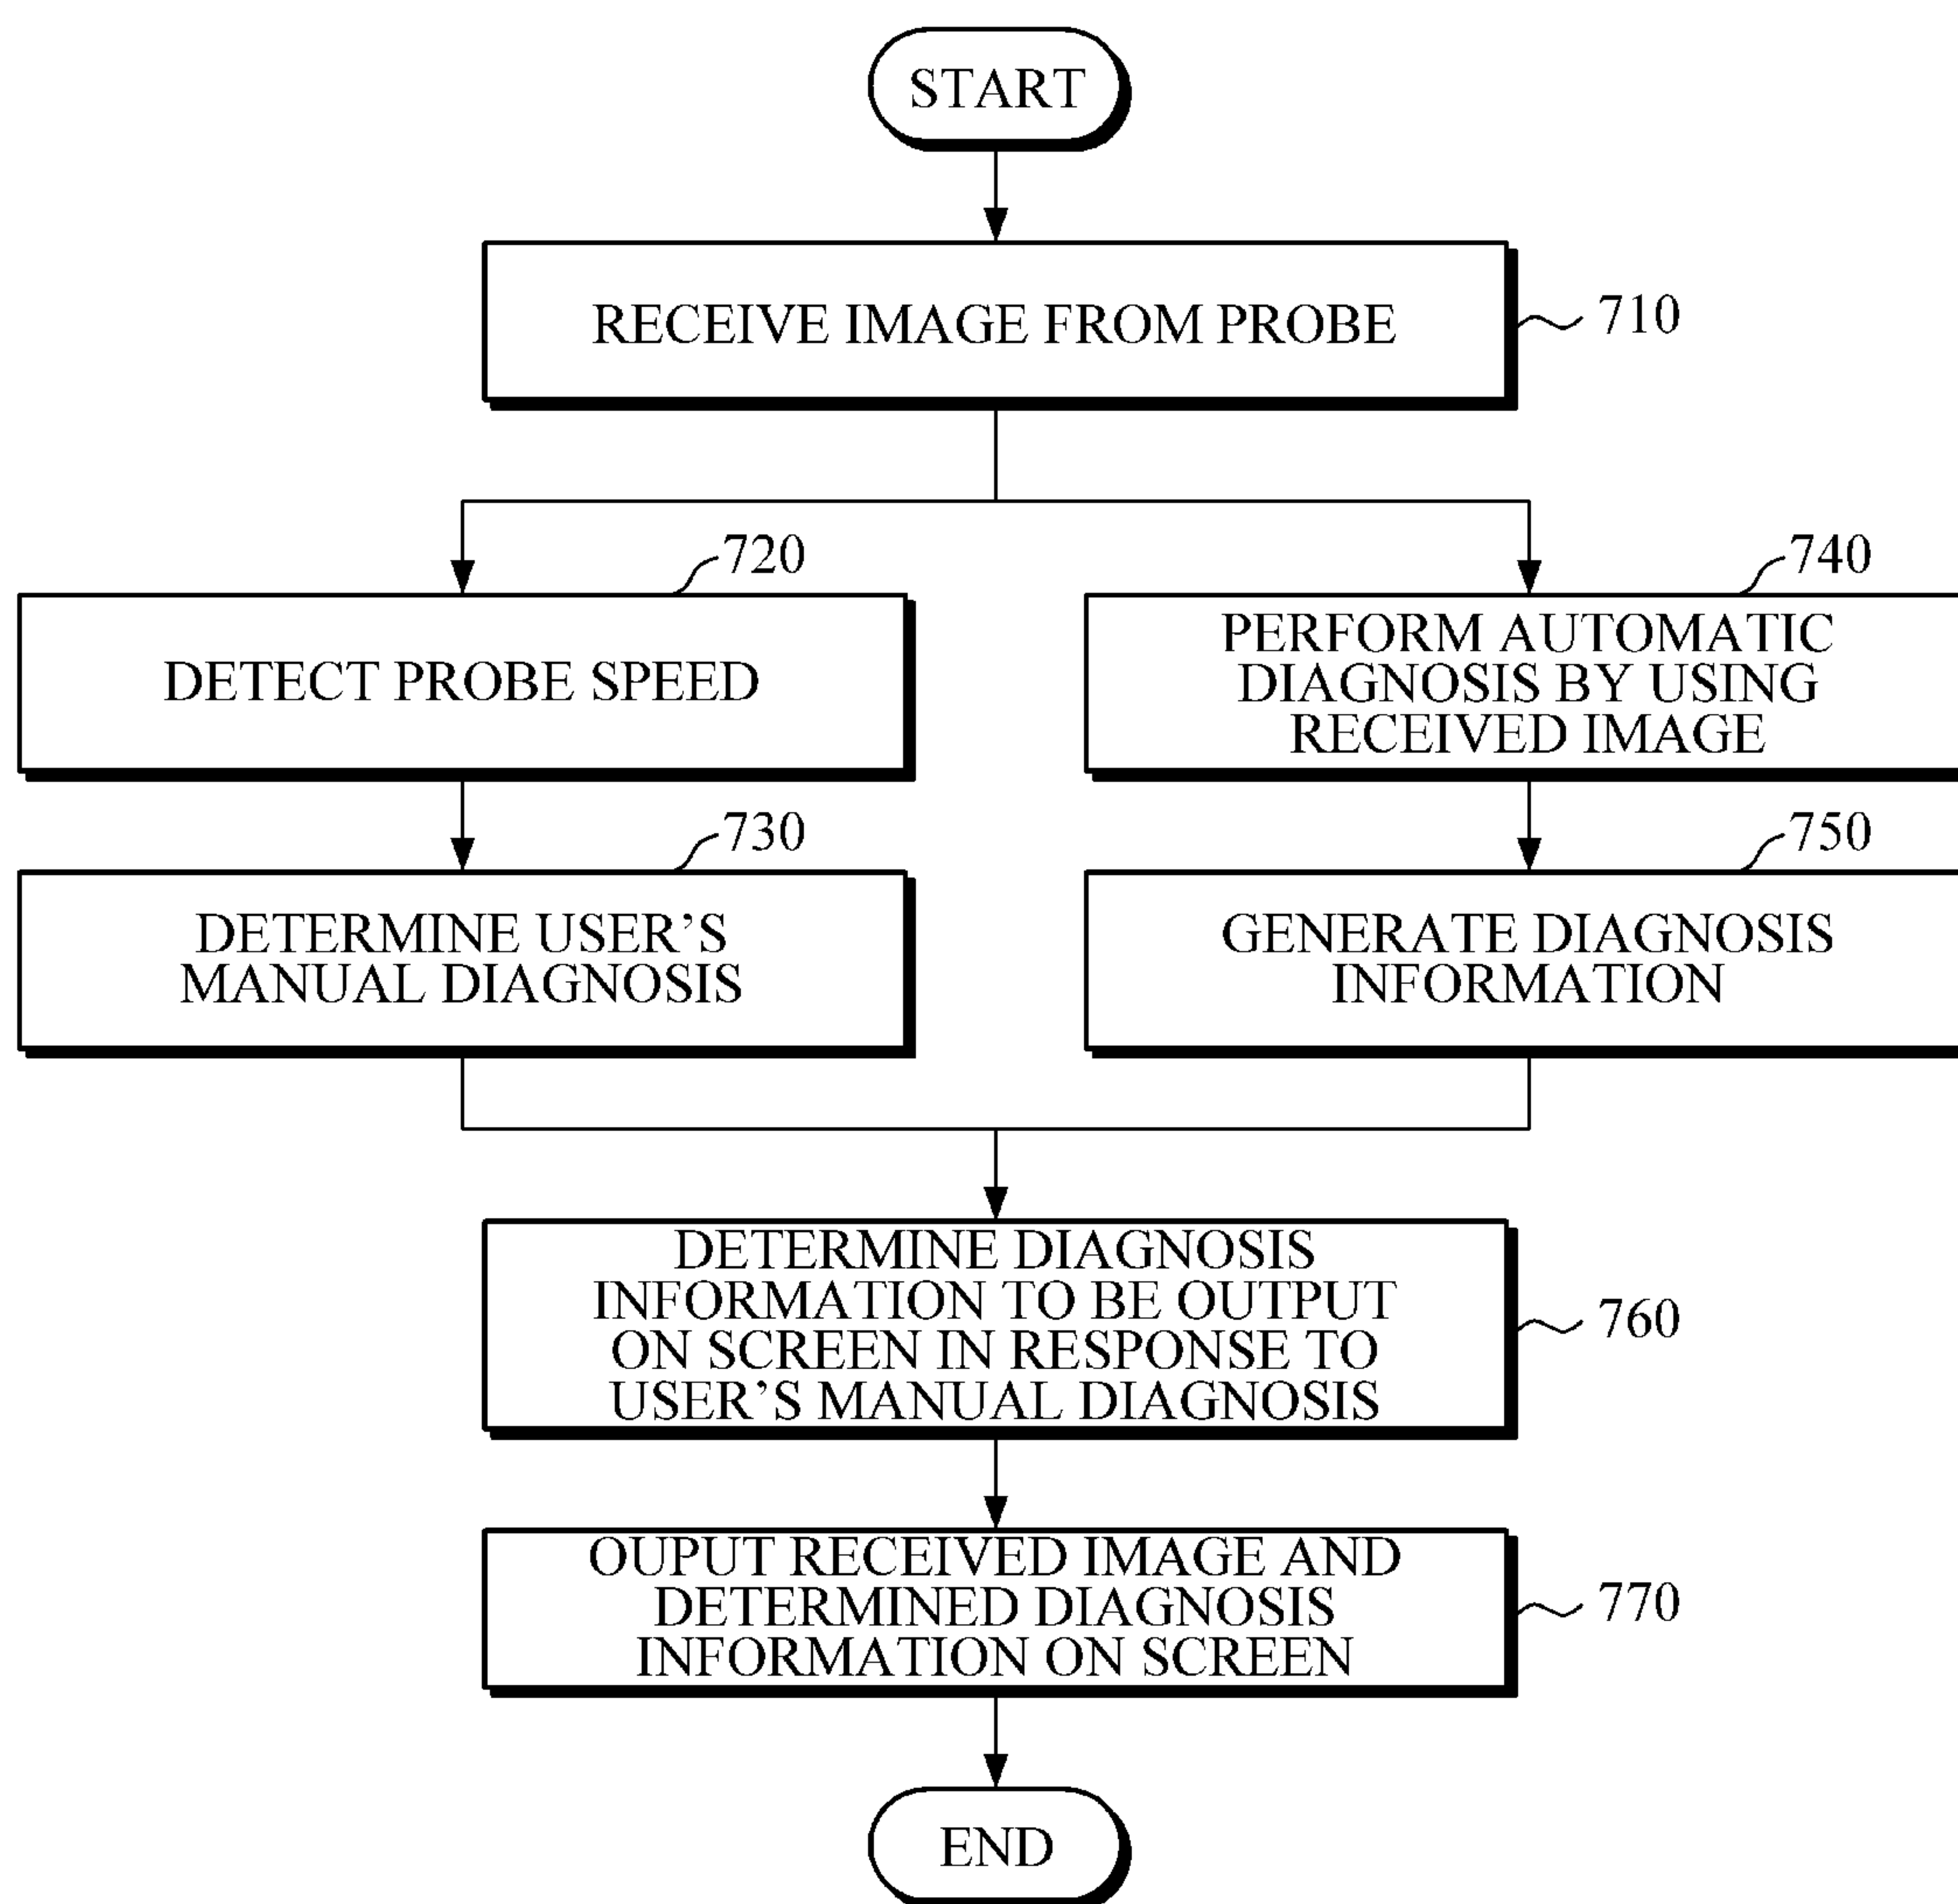 START
RECEIVE IMAGE FROM PROBE
710
720
DETECT PROBE SPEED
740
PERFORM AUTOMATIC
DIAGNOSIS BY USING
RECEIVED IMAGE
730
DETERMINE USER’S
MANUAL DIAGNOSIS
750
GENERATE DIAGNOSIS
INFORMATION
DETERMINE DIAGNOSIS
INFORMATION TO BE OUTPUT
ON SCREEN IN RESPONSE TO
USER’S MANUAL DIAGNOSIS
760
OUPUT RECEIVED IMAGE AND
DETERMINED DIAGNOSIS
INFORMATION ON SCREEN
770
END